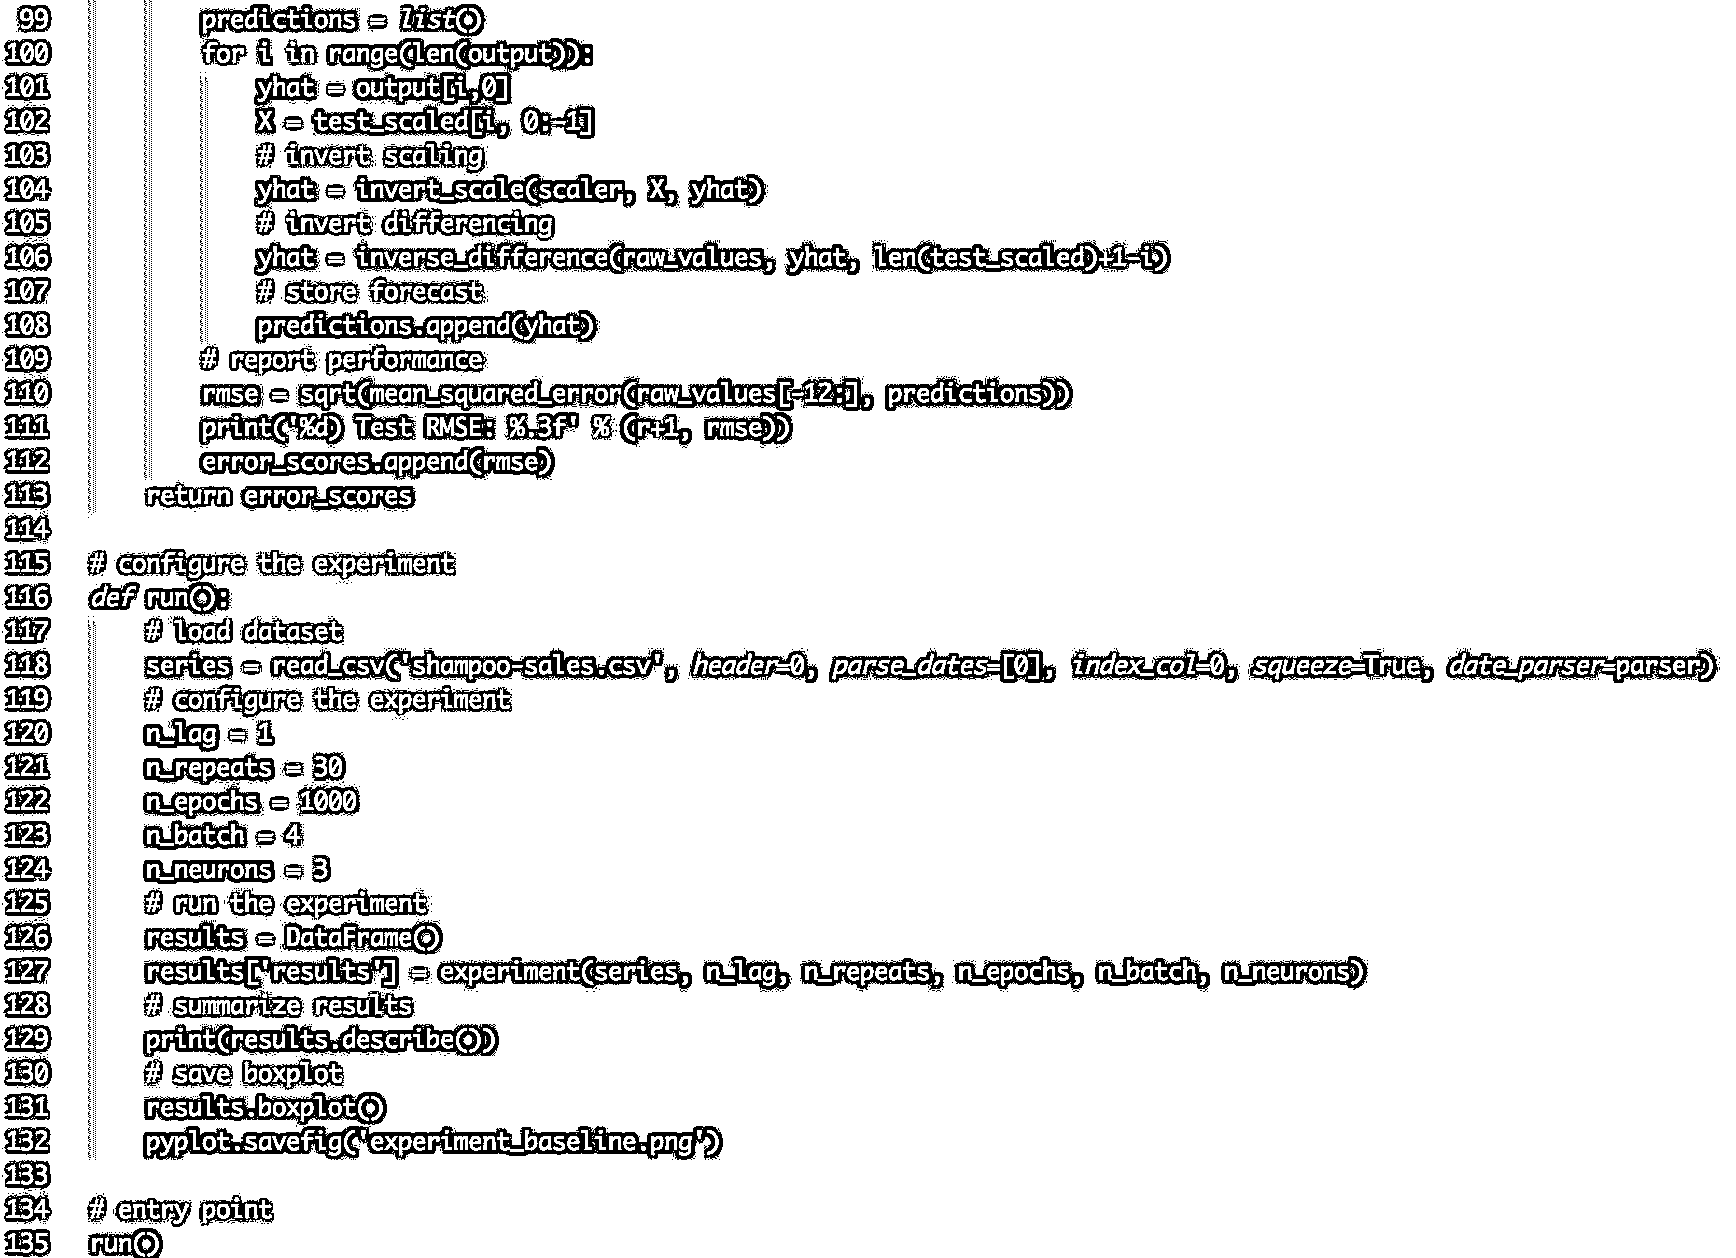 99 predictions = list()
100 for i in range(len(output)):
101 yhat = output[i,0]
102 X = test_scaled[i, 0:-1]
103 # invert scaling
104 yhat = invert_scale(scaler, X, yhat)
105 # invert differencing
106 yhat = inverse_difference(raw_values, yhat, len(test_scaled)+1-i)
107 # store forecast
108 predictions.append(yhat)
109 # report performance
110 rmse = sqrt(mean_squared_error(raw_values[-12:], predictions))
111 print('%d) Test RMSE: %.3f' % (r+1, rmse))
112 error_scores.append(rmse)
113 return error_scores
114
115 # configure the experiment
116 def run():
117 # load dataset
118 series = read_csv('shampoo-sales.csv', header=0, parse_dates=[0], index_col=0, squeeze=True, date_parser=parser)
119 # configure the experiment
120 n_lag = 1
121 n_repeats = 30
122 n_epochs = 1000
123 n_batch = 4
124 n_neurons = 3
125 # run the experiment
126 results = DataFrame()
127 results['results'] = experiment(series, n_lag, n_repeats, n_epochs, n_batch, n_neurons)
128 # summarize results
129 print(results.describe())
130 # save boxplot
131 results.boxplot()
132 pyplot.savefig('experiment_baseline.png')
133
134 # entry point
135 run()